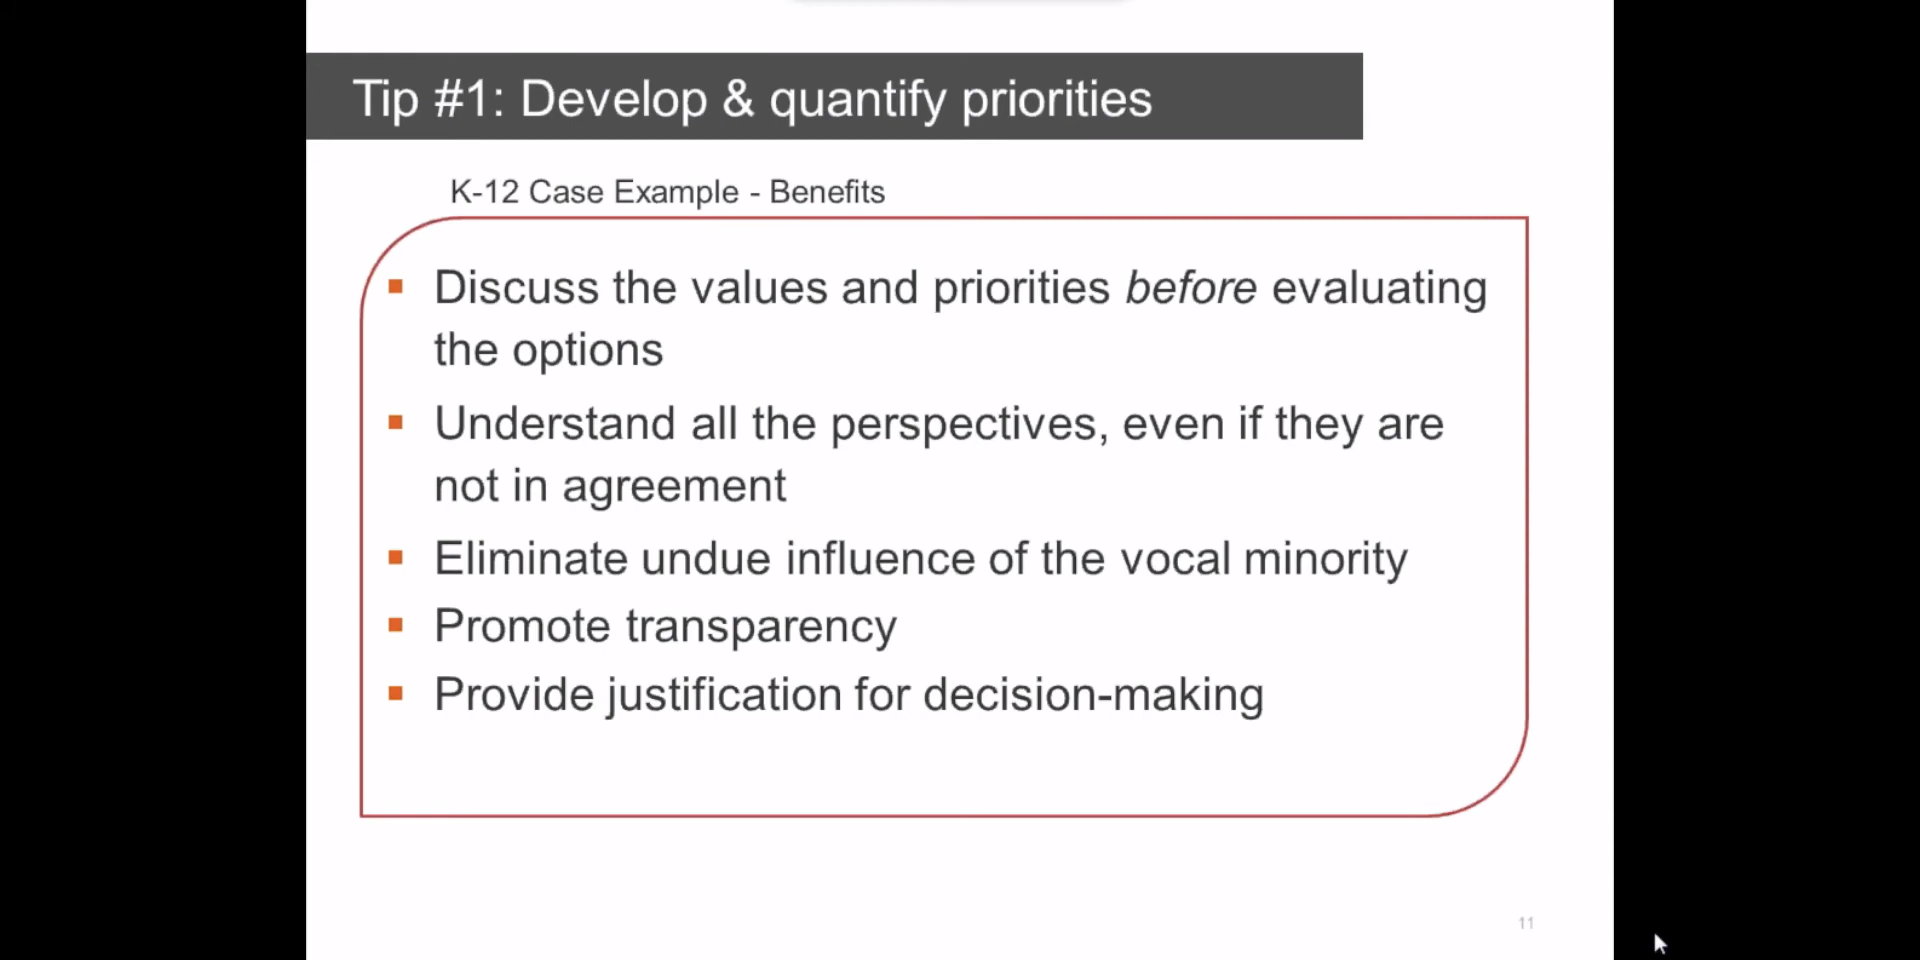 Tip #1: Develop & quantify priorities
K-12 Case Example - Benefits
Discuss the values and priorities before evaluating
the options
Understand all the perspectives, even if they are
not in agreement
Eliminate undue influence of the vocal minority
Promote transparency
Provide justification for decision-making
11